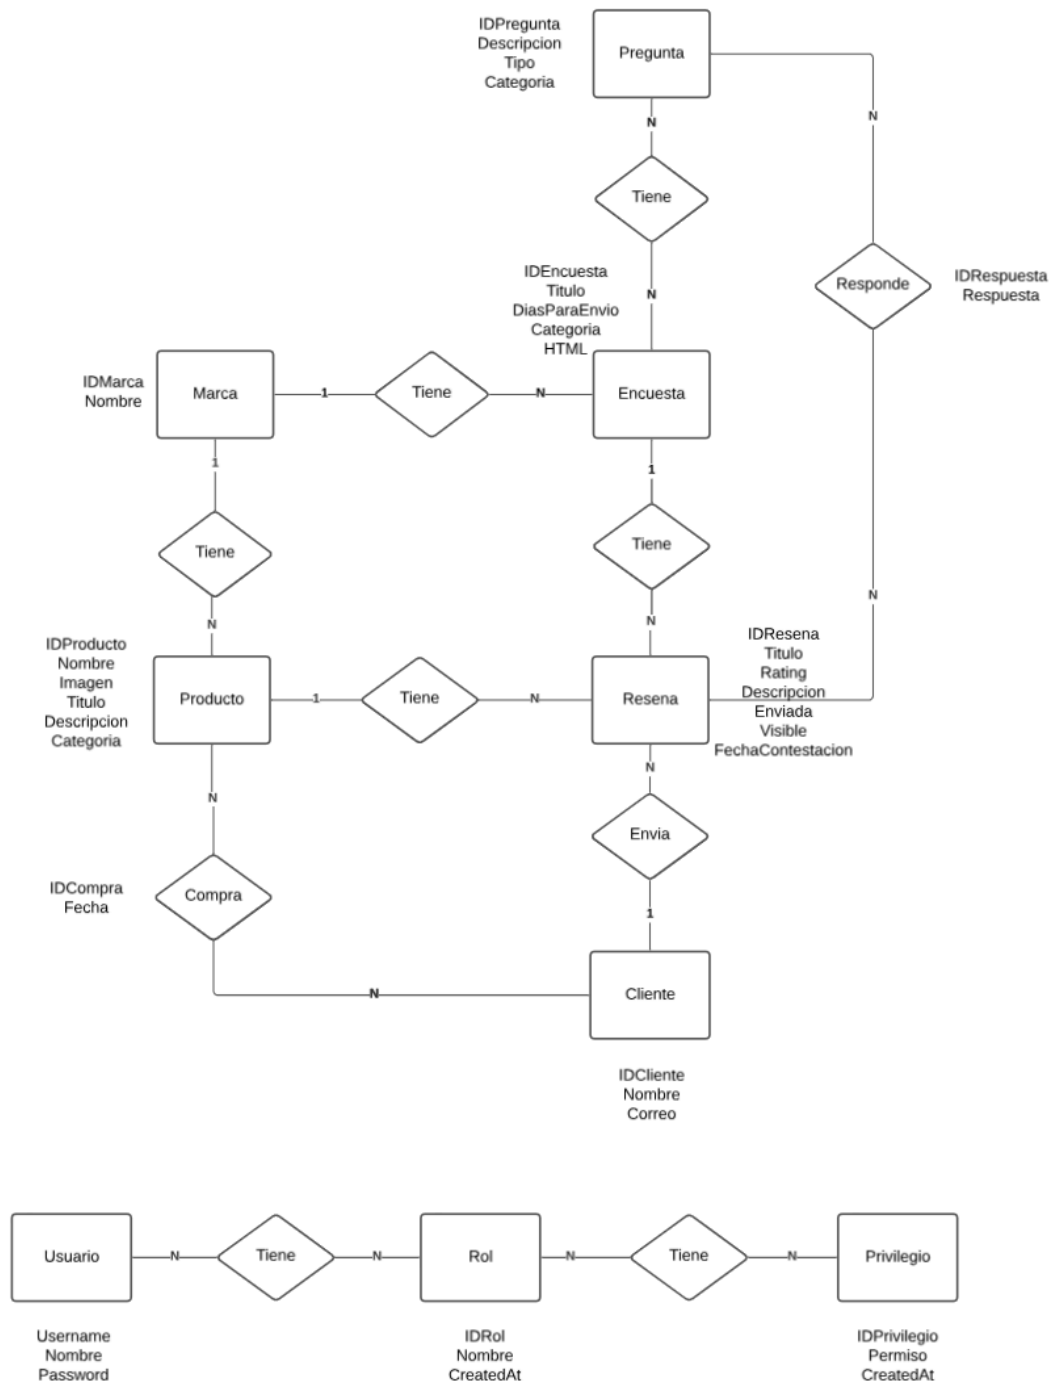 IDPregunta
Descripcion
Tipo
Categoria
Pregunta
N
N
Tiene
IDEncuesta
Titulo
DiasParaEnvio
Categoria
HTML
N
Responde
IDRespuesta
Respuesta
IDMarca
Nombre
Marca
1
Tiene
N
Encuesta
1
1
Tiene
Tiene
N
N
N
IDProducto
Nombre
Imagen
Titulo
Descripcion
Categoria
Producto
1
Tiene
N
Resena
IDResena
Titulo
Rating
Descripcion
Enviada
Visible
FechaContestacion
N
N
Envia
IDCompra
Fecha
Compra
1
N
Cliente
IDCliente
Nombre
Correo
Usuario
N
Tiene
N
Rol
N
Tiene
N
Privilegio
Username
Nombre
Password
IDRol
Nombre
CreatedAt
IDPrivilegio
Permiso
CreatedAt